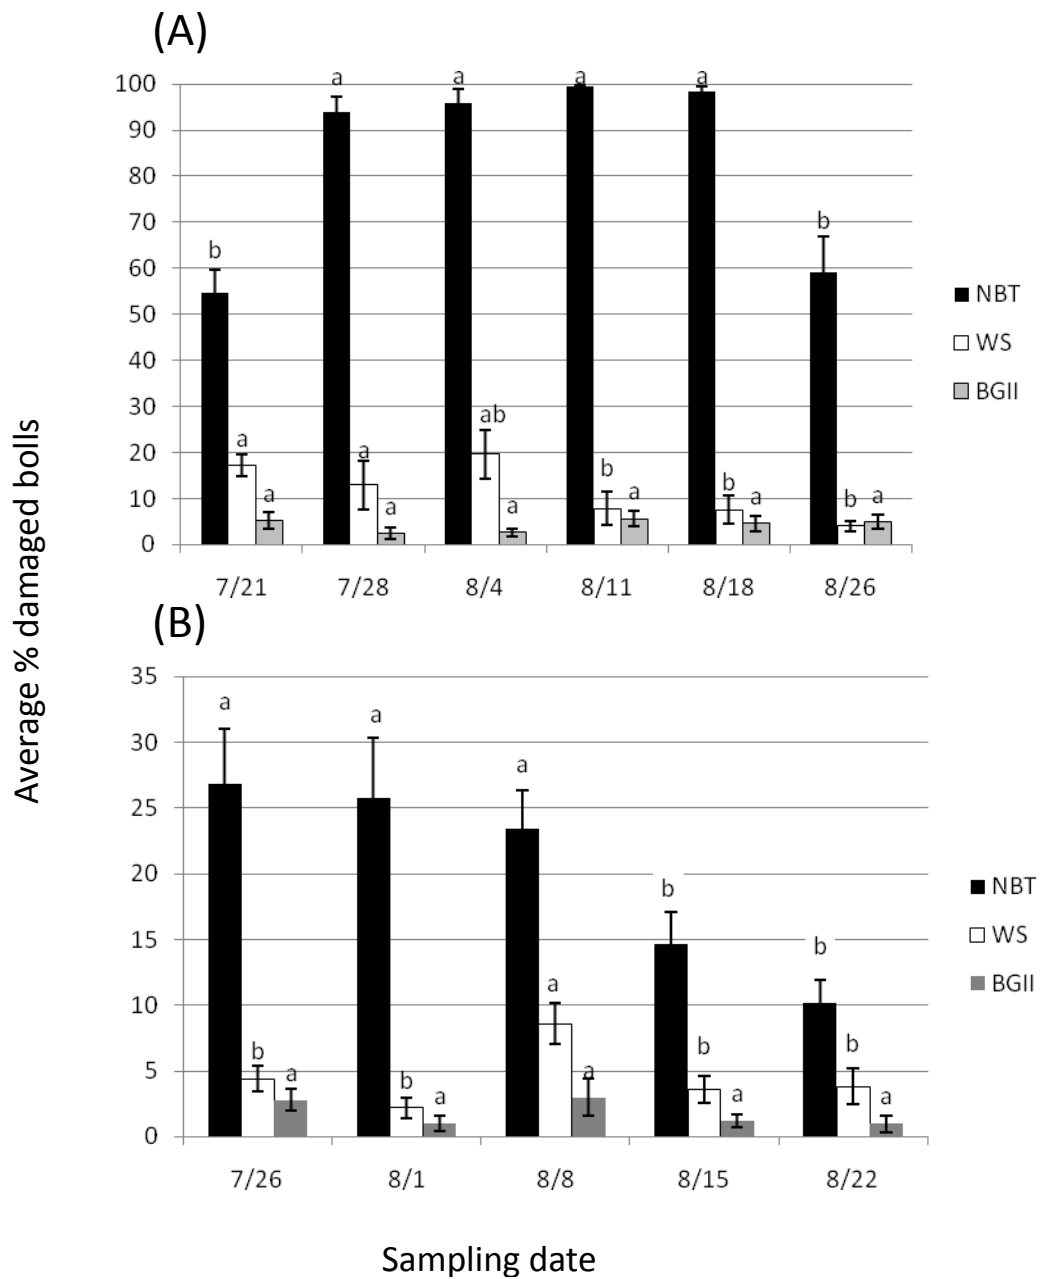 (A)
100
90
80
70
60
50
40
30
20
10
0
b
a
a
a
a
a
a
a
ab
a
a
b
a
a
b
a
b
b
a
7/21
7/28
8/4
8/11
8/18
8/26
NBT
WS
BGII
Average % damaged bolls
(B)
35
30
25
20
15
10
5
0
a
b
a
a
b
a
a
a
a
b
b
a
b
b
a
7/26
8/1
8/8
8/15
8/22
NBT
WS
BGII
Sampling date